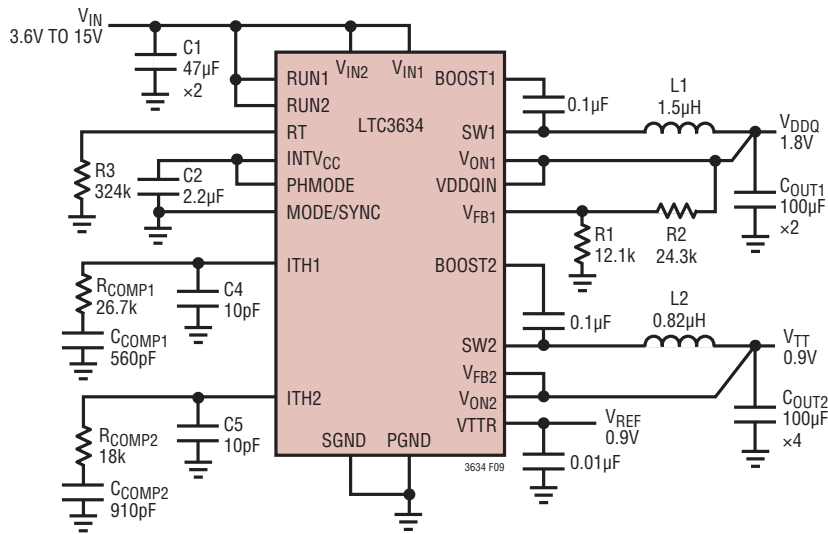 VIN
3.6V TO 15V
C1
47µF
×2
RUN1
RUN2
RT
INTVCC
PHMODE
MODE/SYNC
ITH1
ITH2
VIN2
VIN1
LTC3634
SGND
PGND
BOOST1
SW1
VON1
VDDQIN
VFB1
BOOST2
SW2
VFB2
VON2
VTTR
R3
324k
C2
2.2µF
RCOMP1
26.7k
CCOMP1
560pF
C4
10pF
RCOMP2
18k
CCOMP2
910pF
C5
10pF
0.1µF
L1
1.5µH
VDDQ
1.8V
COUT1
100µF
×2
R1
12.1k
R2
24.3k
0.1µF
L2
0.82µH
VTT
0.9V
COUT2
100µF
×4
VREF
0.9V
0.01µF
3634 F09